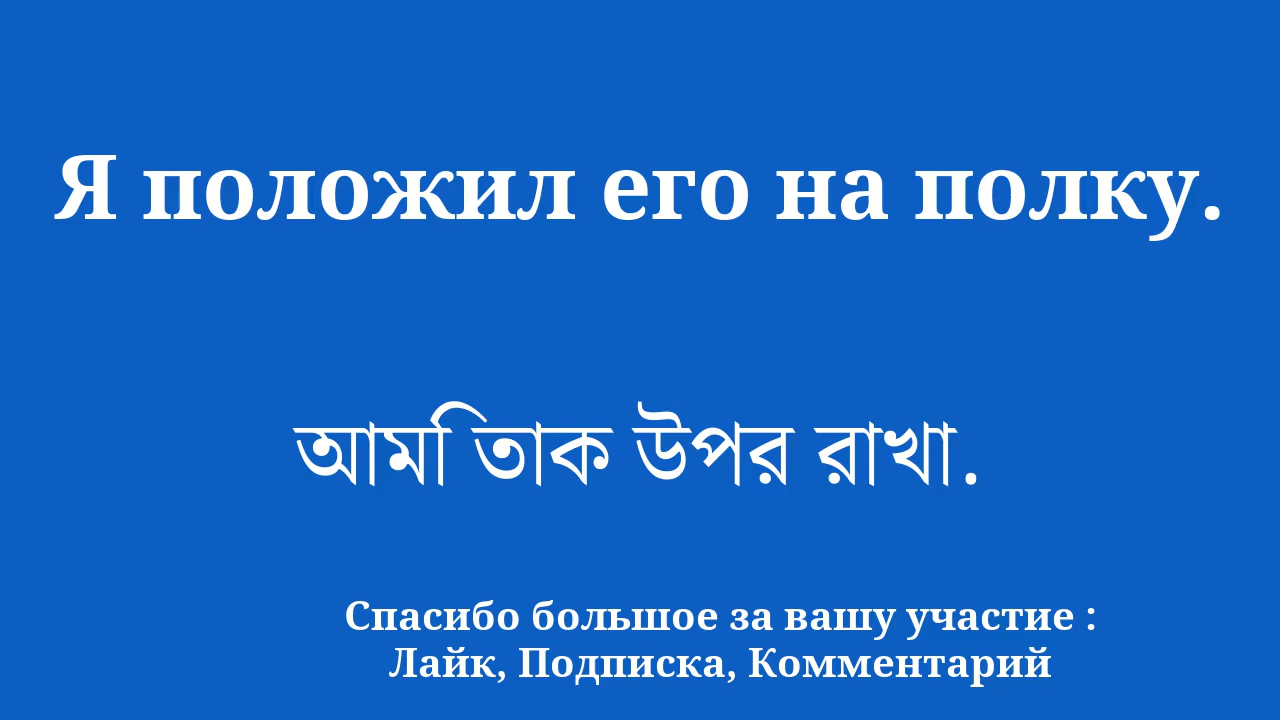 Я положил его на полку.
আমি তাক উপর রাখা.
Спасибо большое за вашу участие :
Лайк, Подписка, Комментарий